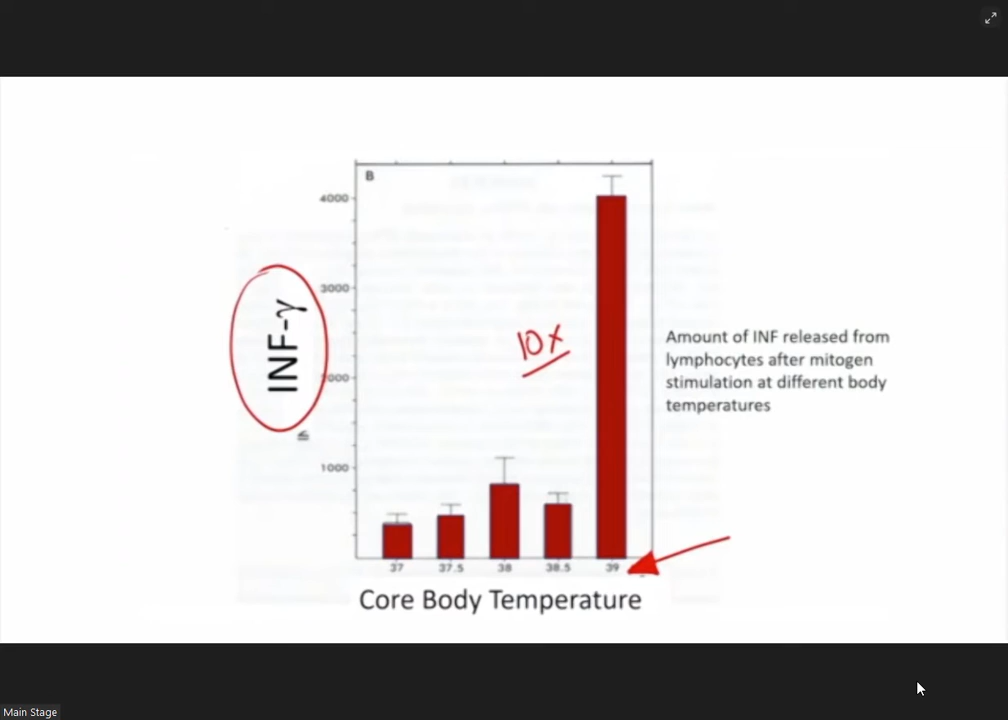 B
4000
3000
2000
1000
INF-γ
10x
37 37.5 38 38.5 39
Core Body Temperature
Amount of INF released from
lymphocytes after mitogen
stimulation at different body
temperatures
Main Stage